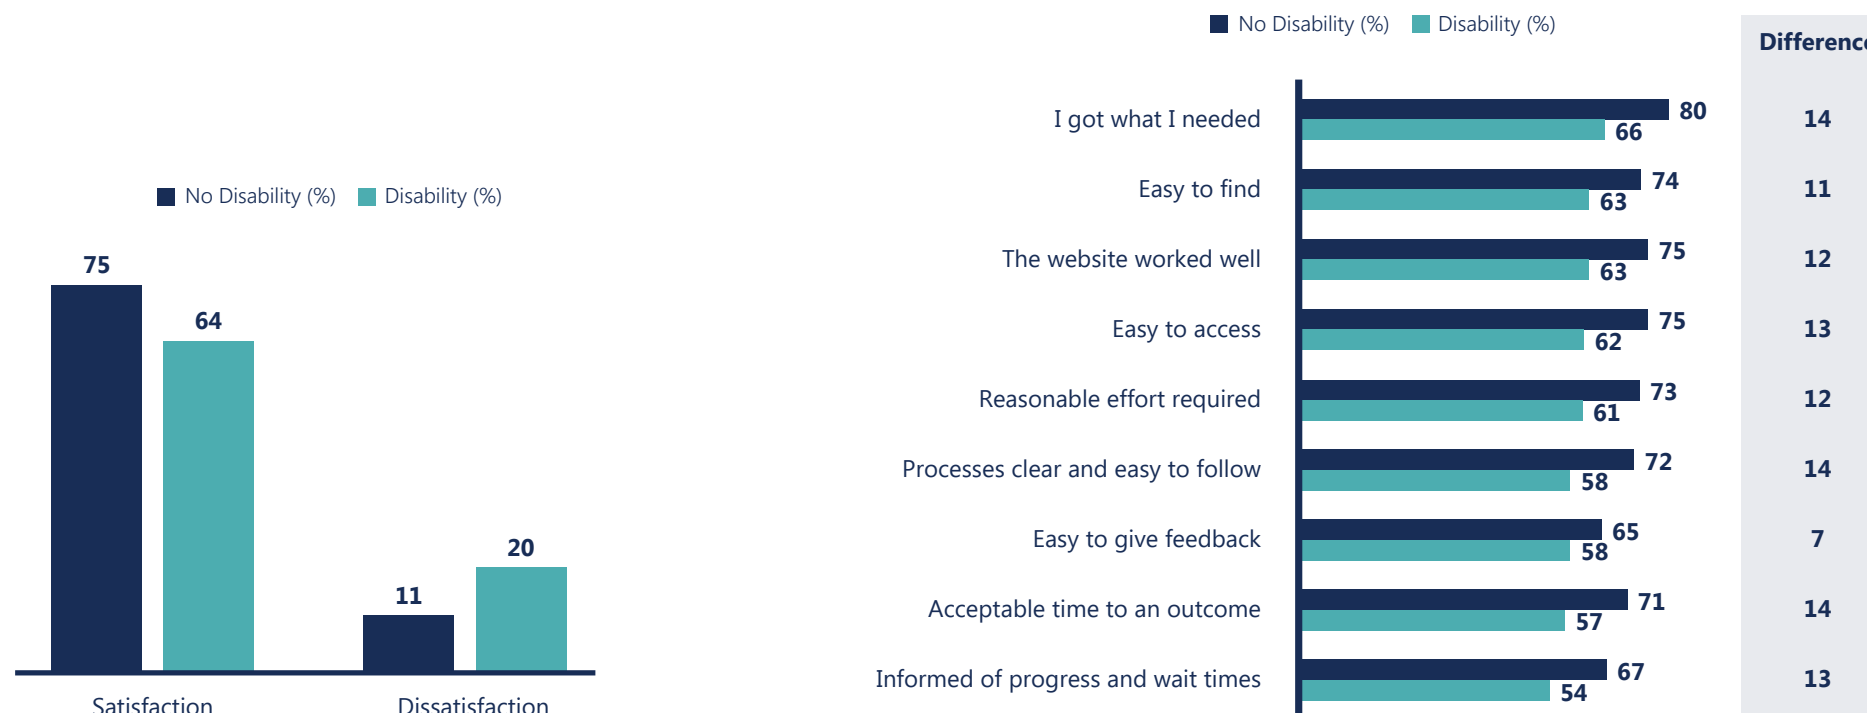 No Disability (%) Disability (%)
75
64
11
20
Satisfaction Dissatisfaction
No Disability (%) Disability (%)
Difference
I got what I needed 80 66 14
Easy to find 74 63 11
The website worked well 75 63 12
Easy to access 75 62 13
Reasonable effort required 73 61 12
Processes clear and easy to follow 72 58 14
Easy to give feedback 65 58 7
Acceptable time to an outcome 71 57 14
Informed of progress and wait times 67 54 13